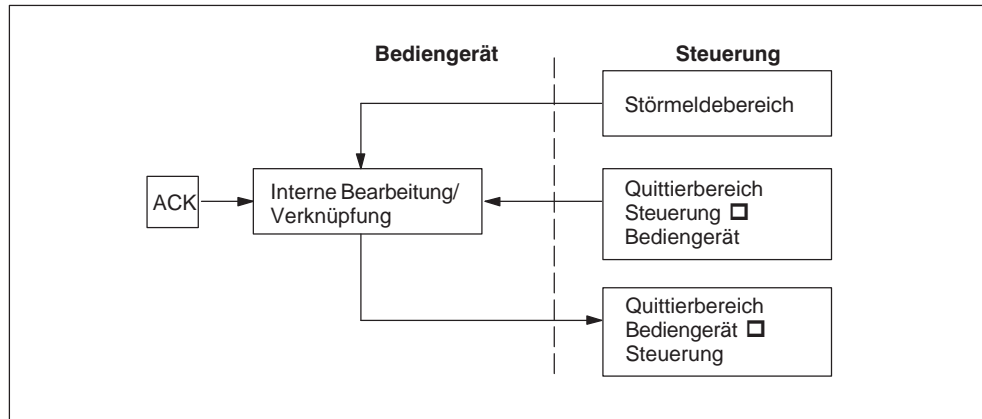 Bediengerät
Steuerung
Störmeldebereich
ACK
Interne Bearbeitung/
Verknüpfung
Quittierbereich
Steuerung □
Bediengerät
Quittierbereich
Bediengerät □
Steuerung